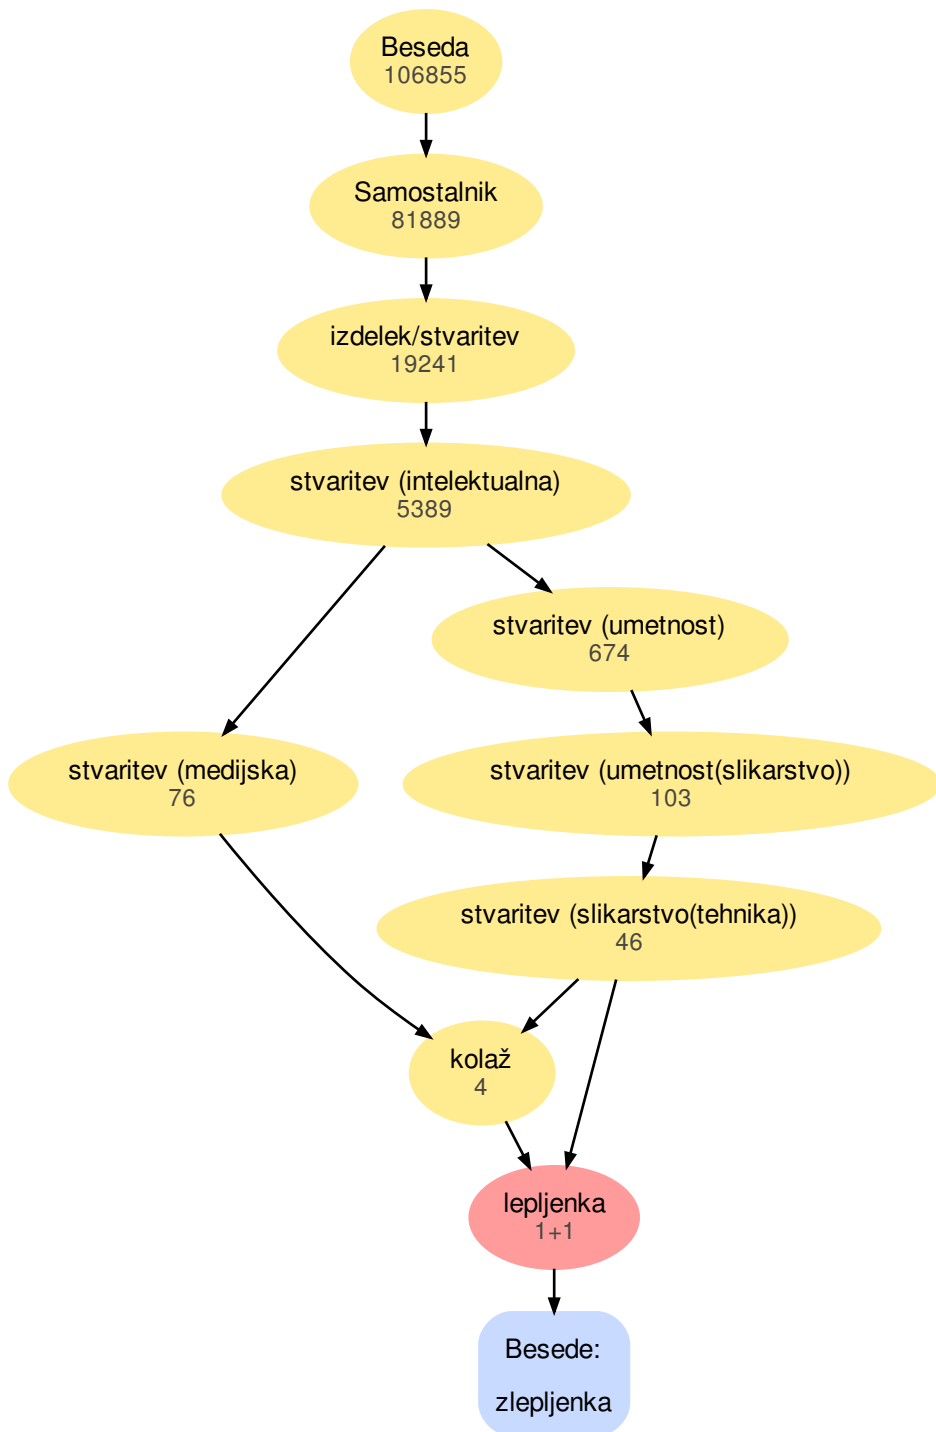 Beseda
106855
Samostalnik
81889
izdelek/stvaritev
19241
stvaritev (intelektualna)
5389
stvaritev (umetnost)
674
stvaritev (medijska)
76
stvaritev (umetnost(slikarstvo))
103
stvaritev (slikarstvo(tehnika))
46
kolaž
4
lepljenka
1+1
Besede:
zlepljenka